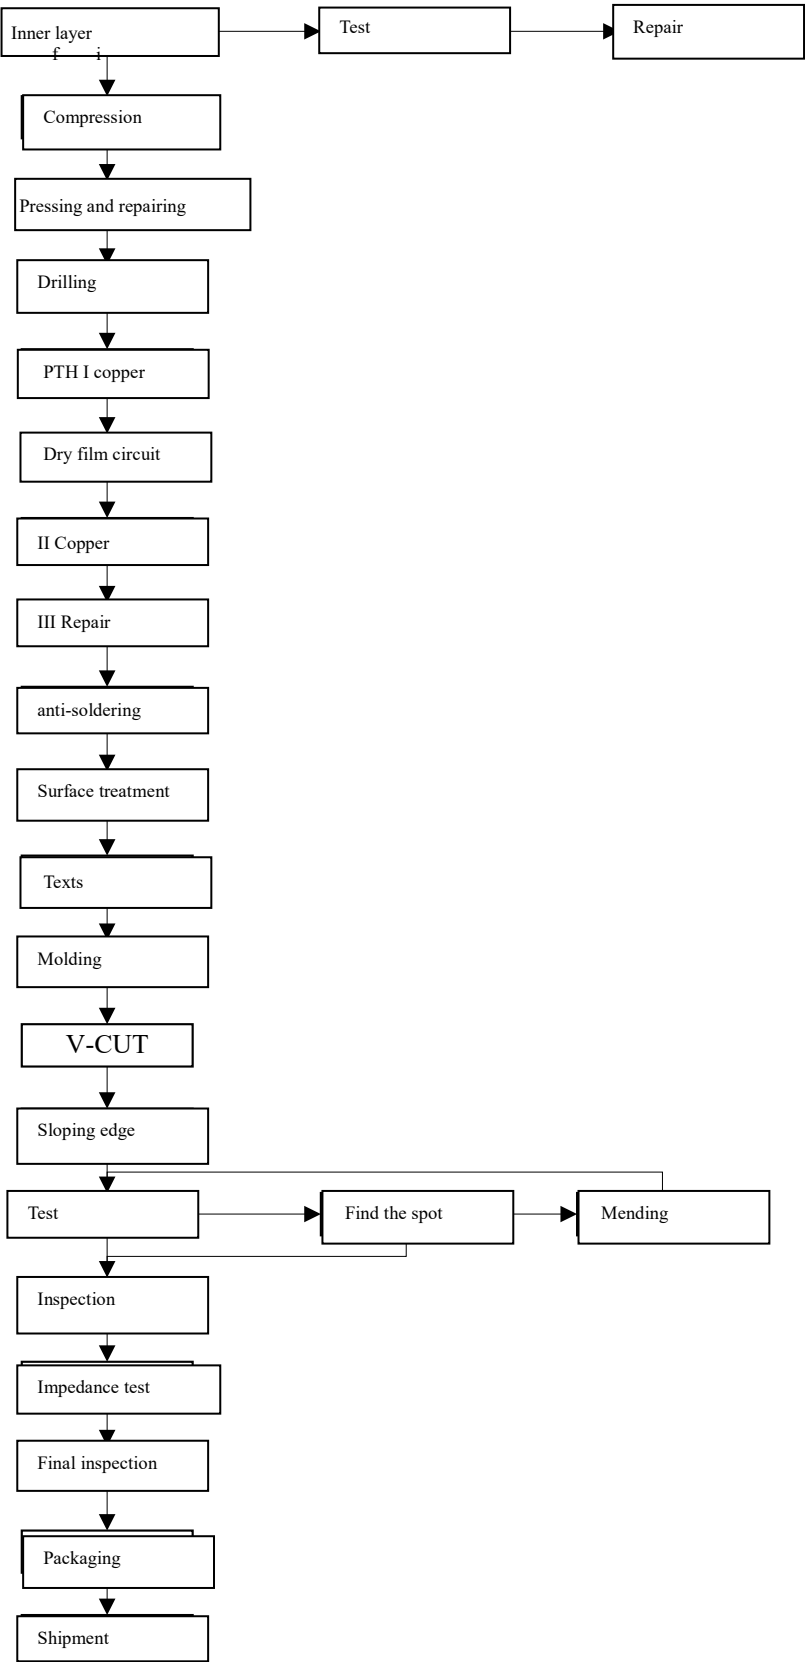 Inner layer
Test
Repair
Compression
Pressing and repairing
Drilling
PTH I copper
Dry film circuit
II Copper
III Repair
anti-soldering
Surface treatment
Texts
Molding
V-CUT
Sloping edge
Test
Find the spot
Mending
Inspection
Impedance test
Final inspection
Packaging
Shipment